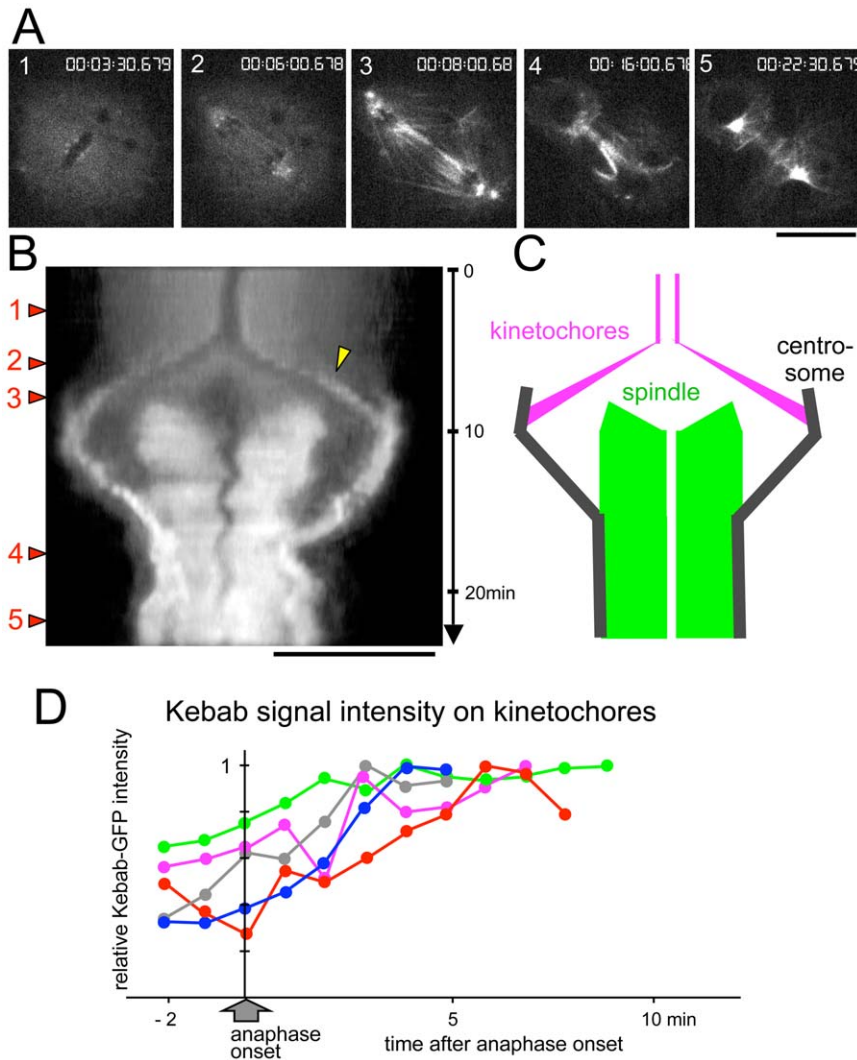 A
1 00:03:30.679
2 00:06:00.678
3 00:08:00.68
4 00:16:00.678
5 00:22:30.679
B
1
2
3
4
5
0
10
20min
C
kinetochores
centro-
some
spindle
D
Kebab signal intensity on kinetochores
relative Kebab-GFP intensity
1
- 2
5
10 min
anaphase
onset
time after anaphase onset